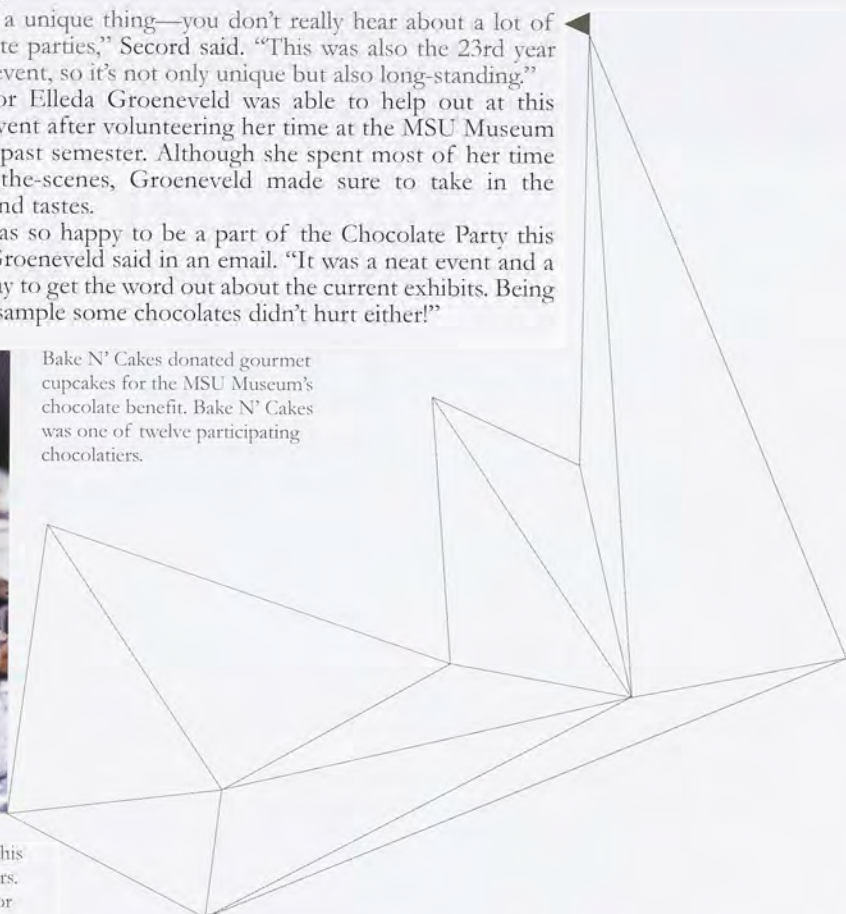 a unique thing—you don't really hear about a lot of
te parties," Secord said. "This was also the 23rd year
event, so it's not only unique but also long-standing."
or Elleda Groeneveld was able to help out at this
vent after volunteering her time at the MSU Museum
past semester. Although she spent most of her time
the-scenes, Groeneveld made sure to take in the
nd tastes.
as so happy to be a part of the Chocolate Party this
Groeneveld said in an email. "It was a neat event and a
ay to get the word out about the current exhibits. Being
sample some chocolates didn't hurt either!"
Bake N' Cakes donated gourmet
cupcakes for the MSU Museum's
chocolate benefit. Bake N' Cakes
was one of twelve participating
chocolatiers.
his
rs.
or